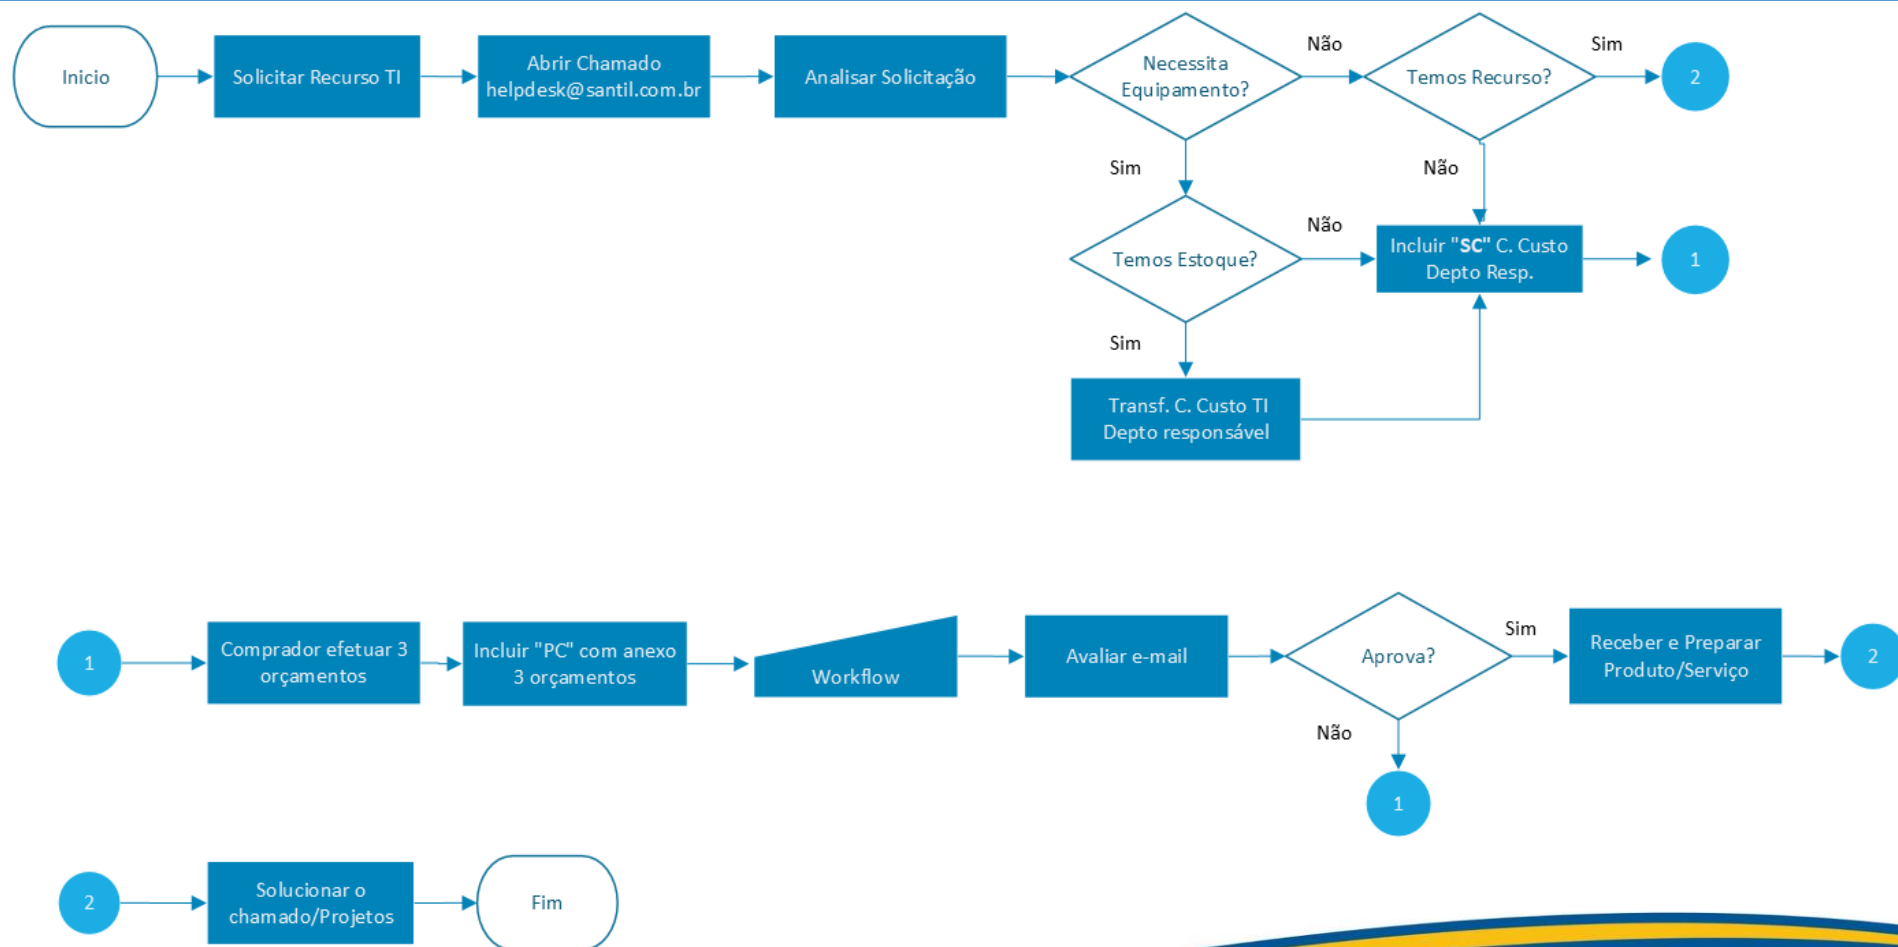 Inicio
Solicitar Recurso TI
Abrir Chamado
helpdesk@santil.com.br
Analisar Solicitação
Necessita
Equipamento?
Não
Temos Recurso?
Sim
2
Sim
Não
Temos Estoque?
Não
Incluir "SC" C. Custo
Depto Resp.
1
Sim
Transf. C. Custo TI
Depto responsável
1
Comprador efetuar 3
orçamentos
Incluir "PC" com anexo
3 orçamentos
Workflow
Avaliar e-mail
Aprova?
Sim
Receber e Preparar
Produto/Serviço
2
Não
1
2
Solucionar o
chamado/Projetos
Fim